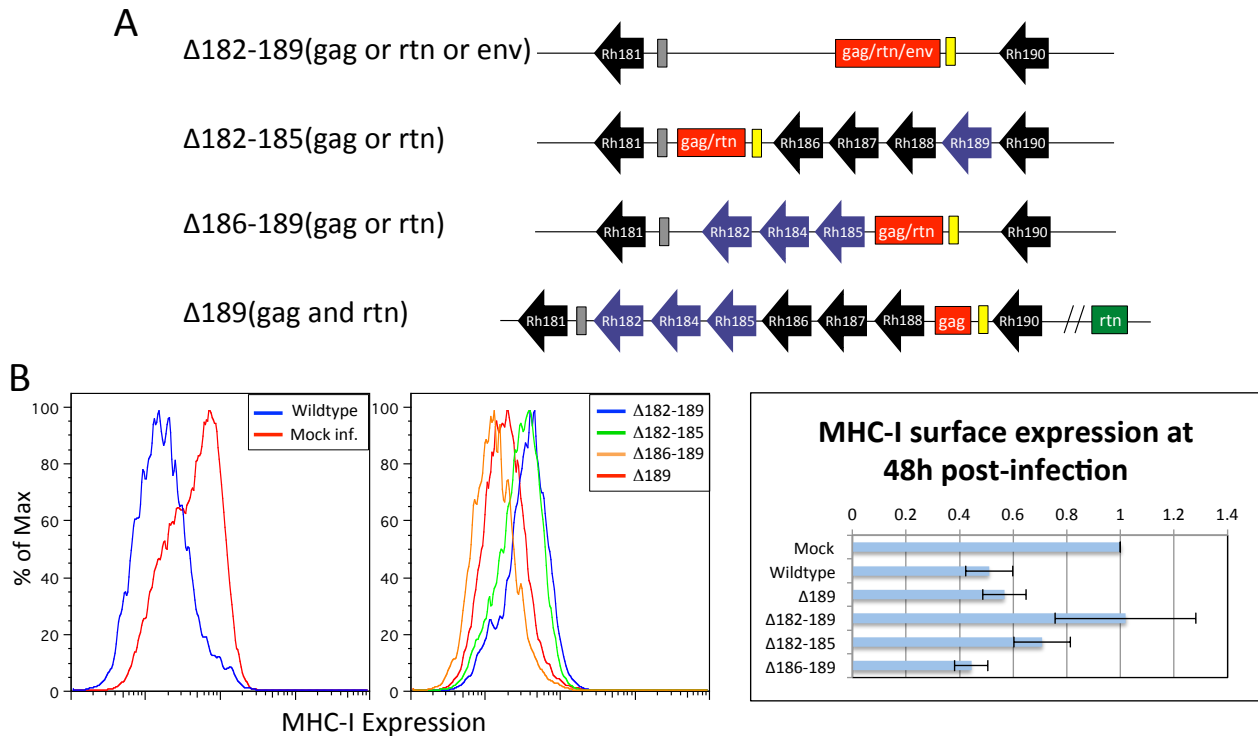 A
Δ182-189(gag or rtn or env)
Rh181
gag/rtn/env
Rh190
Δ182-185(gag or rtn)
Rh181
gag/rtn
Rh186
Rh187
Rh188
Rh189
Rh190
Δ186-189(gag or rtn)
Rh181
Rh182
Rh184
Rh185
gag/rtn
Rh190
Δ189(gag and rtn)
Rh181
Rh182
Rh184
Rh185
Rh186
Rh187
Rh188
gag
Rh190
//
rtn
B
% of Max
100
80
60
40
20
0
Wildtype
Mock inf.
100
80
60
40
20
0
Δ182-189
Δ182-185
Δ186-189
Δ189
MHC-I Expression
MHC-I surface expression at
48h post-infection
0 0.2 0.4 0.6 0.8 1 1.2 1.4
Mock
Wildtype
Δ189
Δ182-189
Δ182-185
Δ186-189